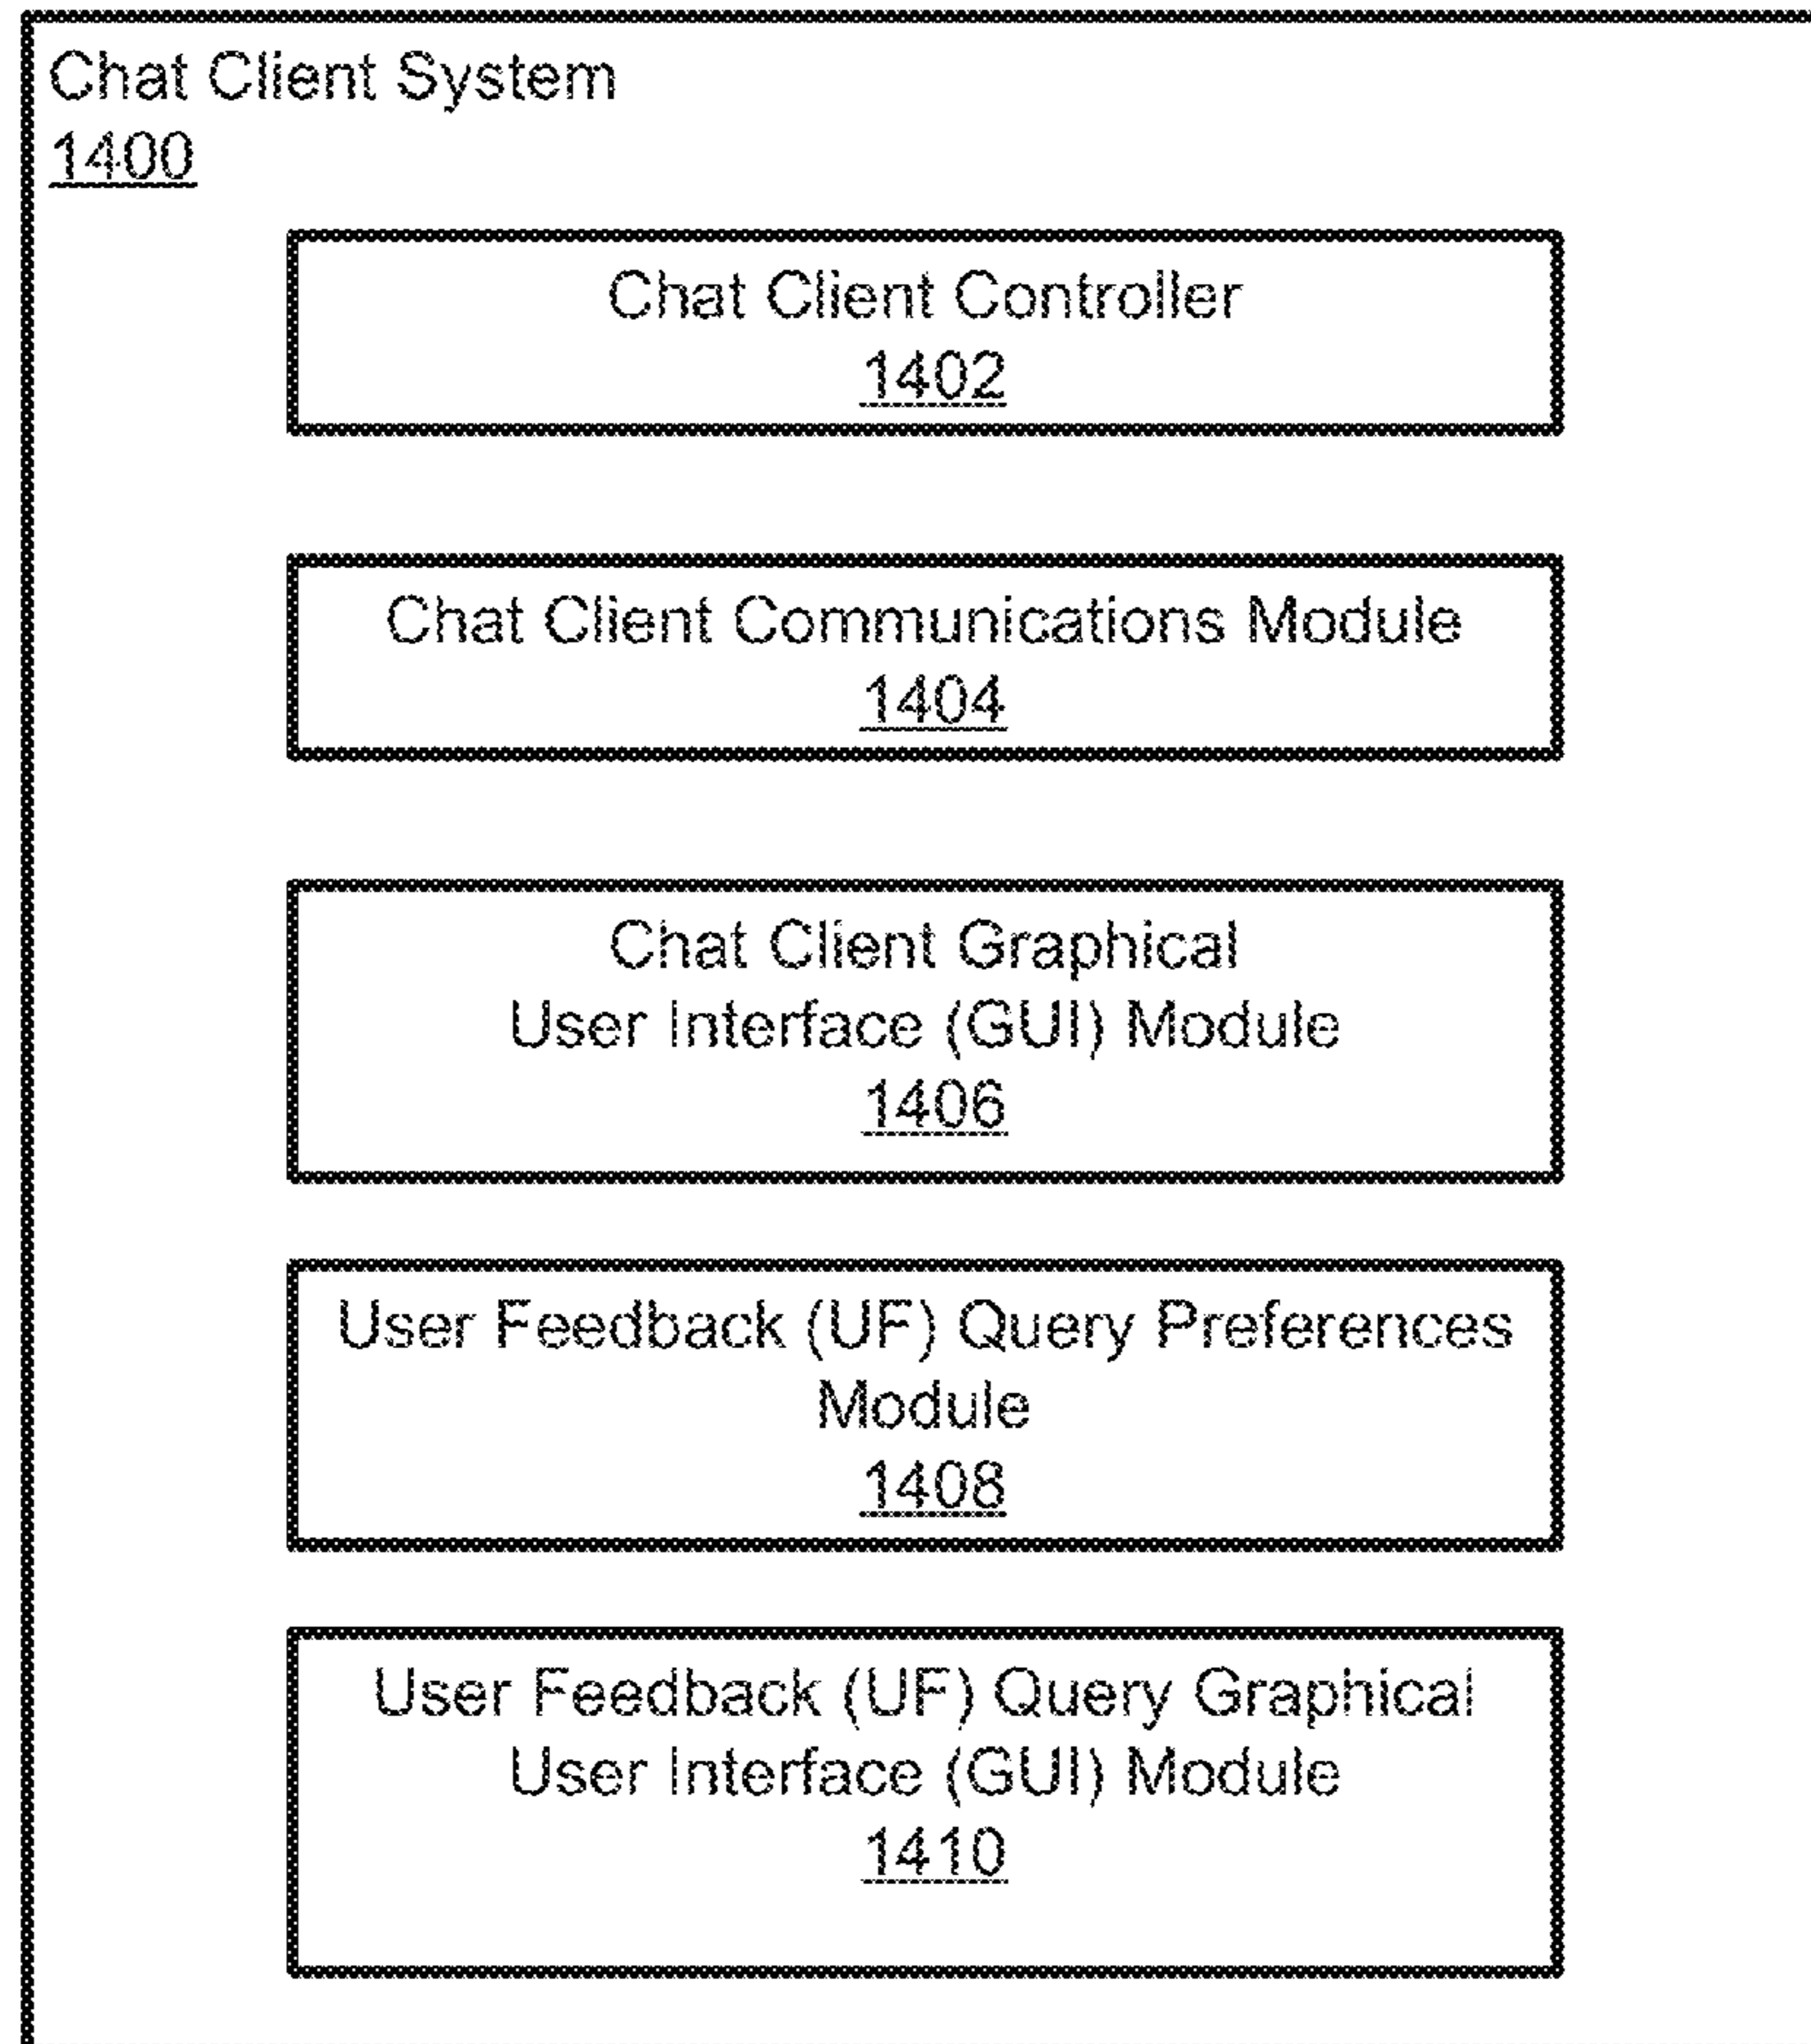 Chat Client System
1400
Chat Client Controller
1402
Chat Client Communications Module
1404
Chat Client Graphical
User Interface (GUI) Module
1406
User Feedback (UF) Query Preferences
Module
1408
User Feedback (UF) Query Graphical
User Interface (GUI) Module
1410